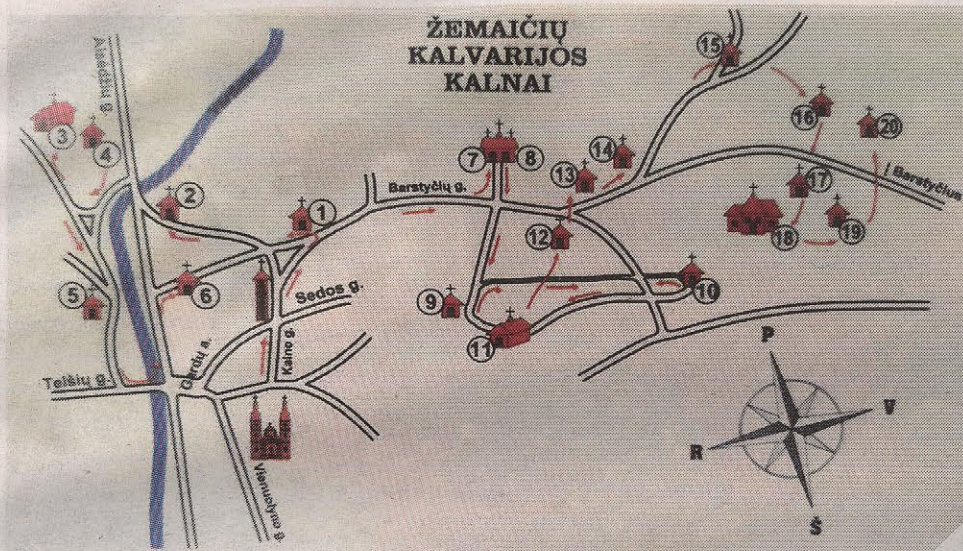 ŽEMAIČIŲ
KALVARIJOS
KALNAI
Alsėdžių g.
15
3
4
16
20
7
8
14
13
2
Barstyčių g.
17
Į Barstyčius
1
12
18
19
5
6
Sedos g.
9
10
11
Kalno g.
Gardų a.
Telšių g.
Vienuolyno g.
P
V
R
Š